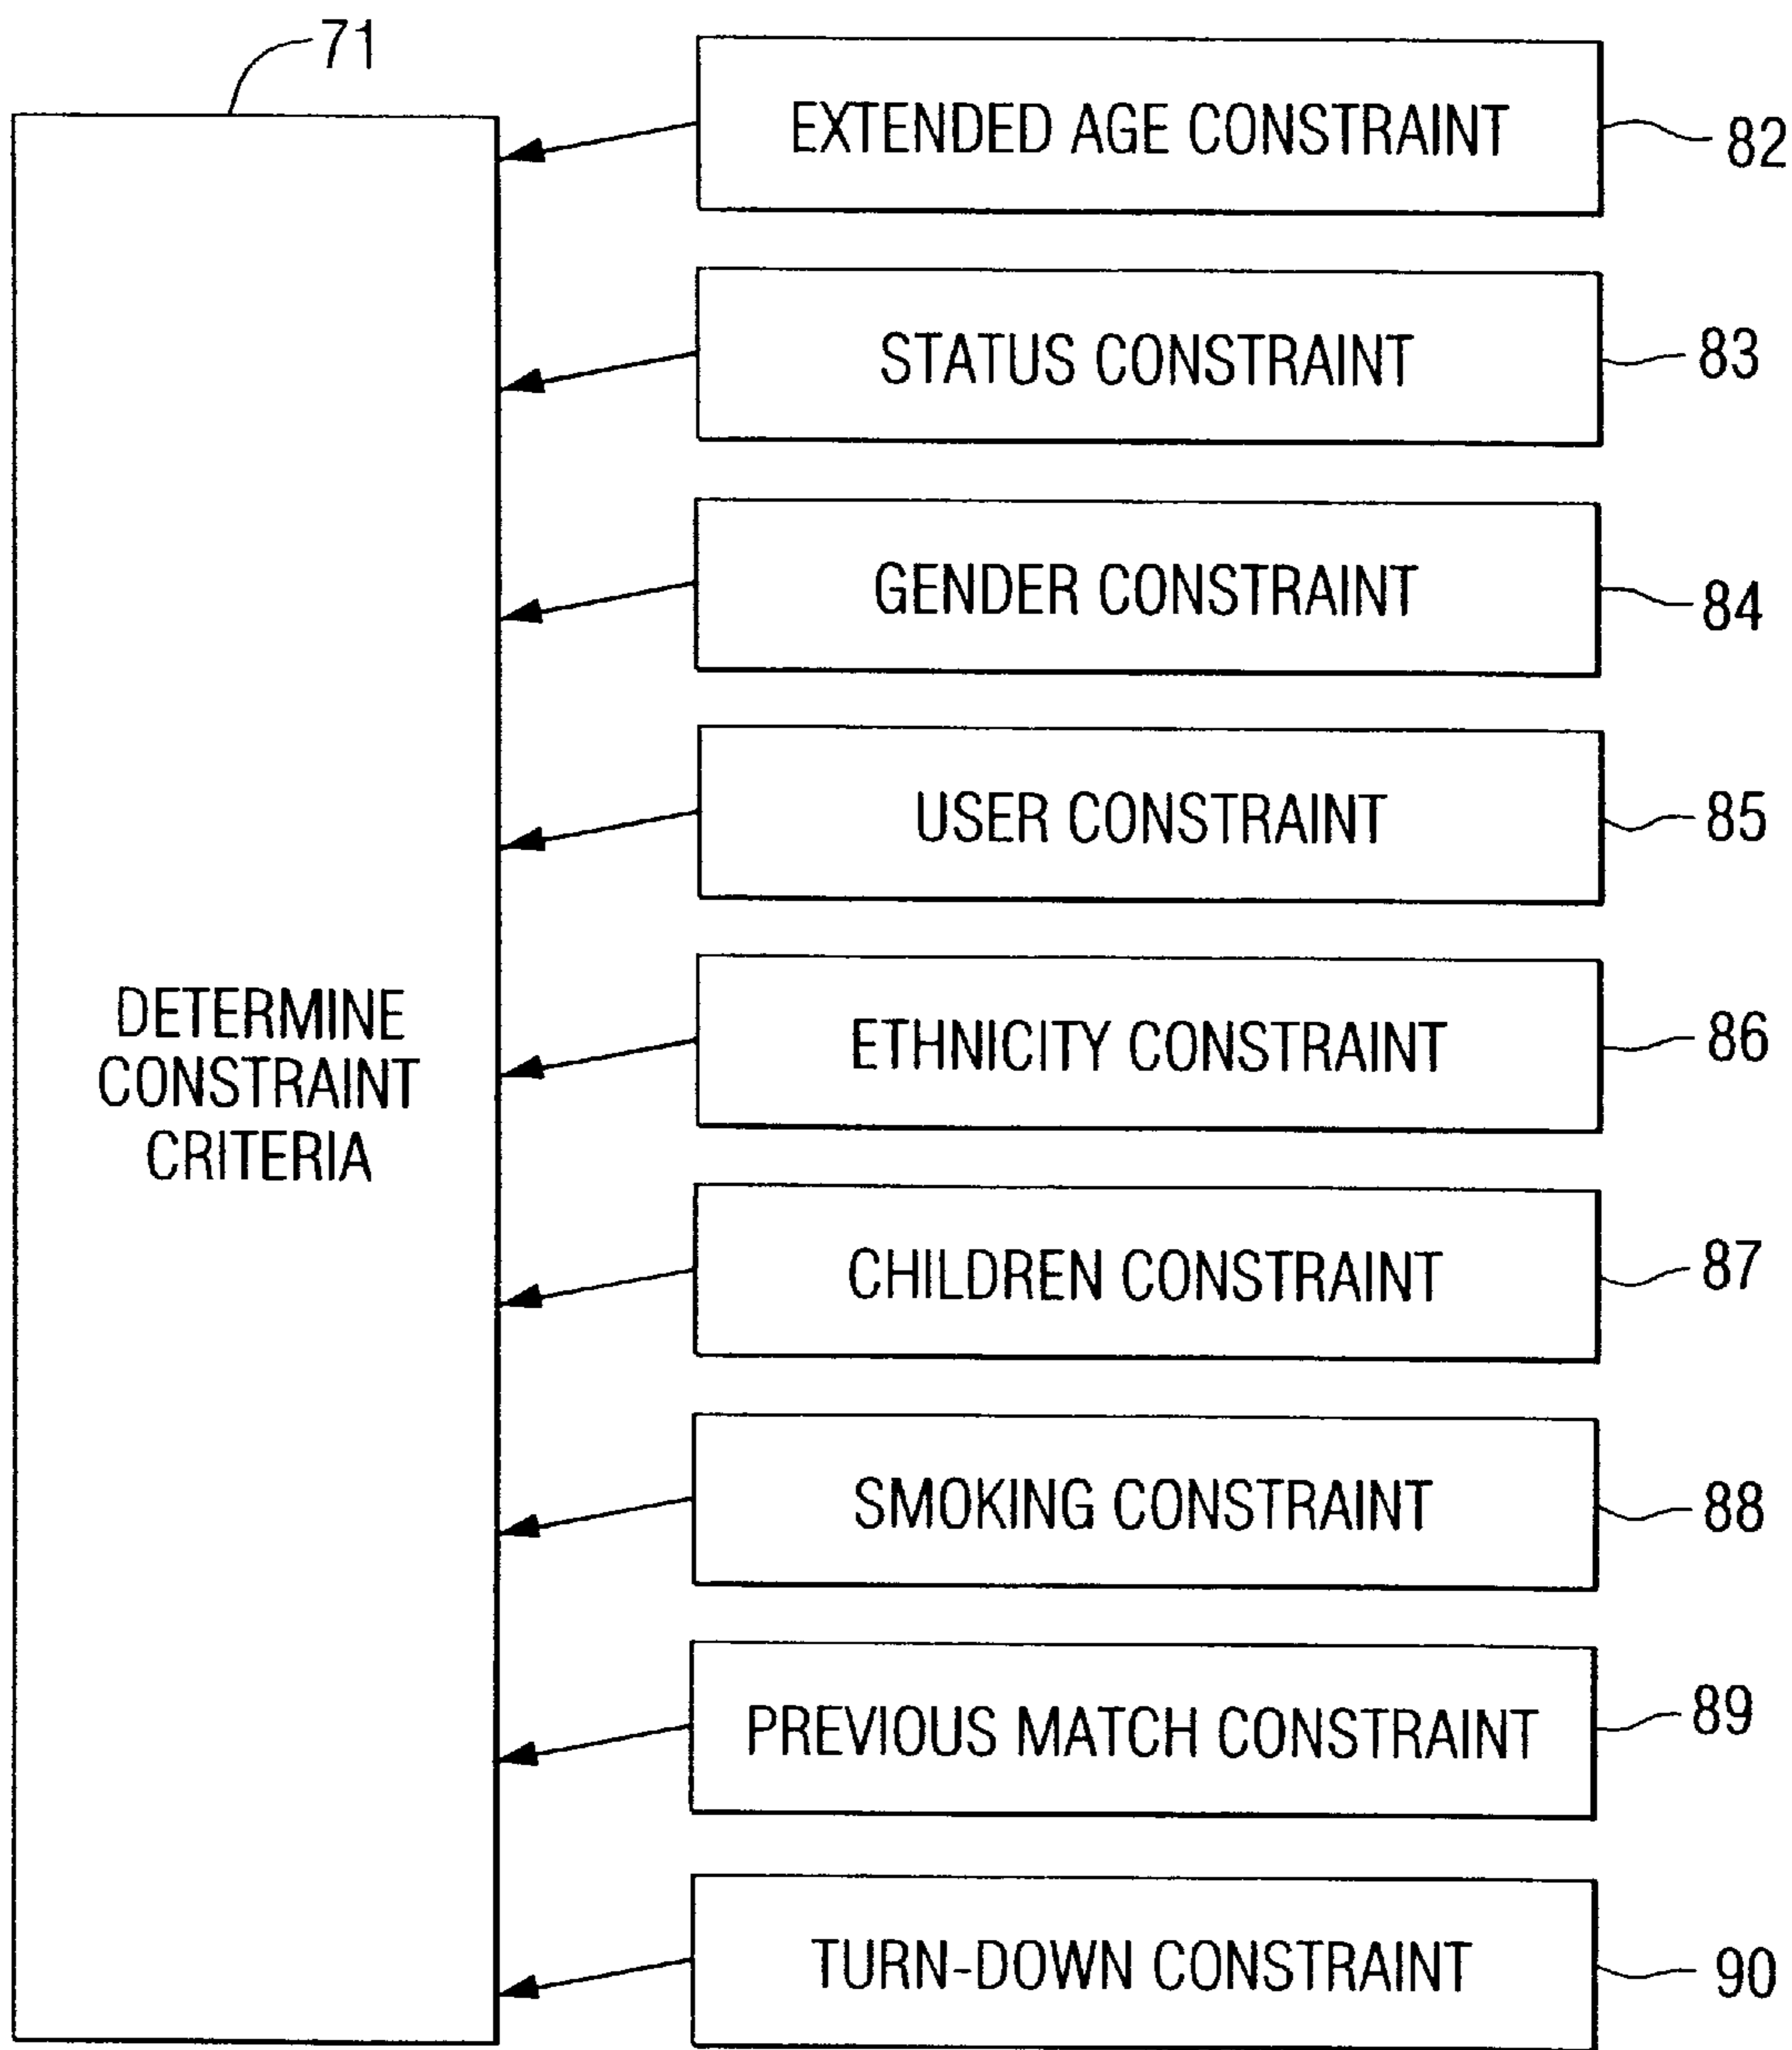 71
EXTENDED AGE CONSTRAINT
82
STATUS CONSTRAINT
83
GENDER CONSTRAINT
84
USER CONSTRAINT
85
DETERMINE
CONSTRAINT
CRITERIA
ETHNICITY CONSTRAINT
86
CHILDREN CONSTRAINT
87
SMOKING CONSTRAINT
88
PREVIOUS MATCH CONSTRAINT
89
TURN-DOWN CONSTRAINT
90